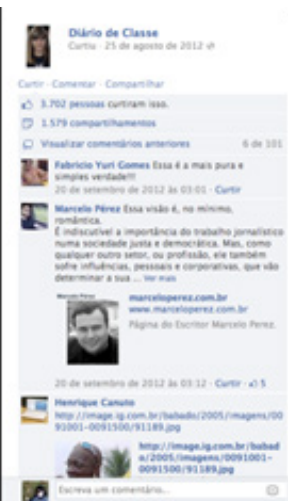 Diário de Classe
Curtiu · 25 de agosto de 2012
Curtir · Comentar · Compartilhar
3.702 pessoas curtiram isso.
1.579 compartilhamentos
Visualizar comentários anteriores 6 de 101
Fabricio Yuri Gomes Essa é a mais pura e
simples verdade!!!
20 de setembro de 2012 às 03:01 · Curtir
Marcelo Pérez Essa visão é, no mínimo,
romântica.
É indiscutível a importância do trabalho jornalístico
numa sociedade justa e democrática. Mas, como
qualquer outro setor, ou profissão, ele também
sofre influências, pessoais e corporativas, que vão
determinar a sua ... Ver mais
Marcelo Pérez
marceloperez.com.br
www.marceloperez.com.br
Página do Escritor Marcelo Perez.
20 de setembro de 2012 às 03:12 · Curtir · 5
Henrique Canuto
http://image.ig.com.br/babado/2005/imagens/00
91001-0091500/91189.jpg
http://image.ig.com.br/babad
o/2005/imagens/0091001-
0091500/91189.jpg
Escreva um comentário...